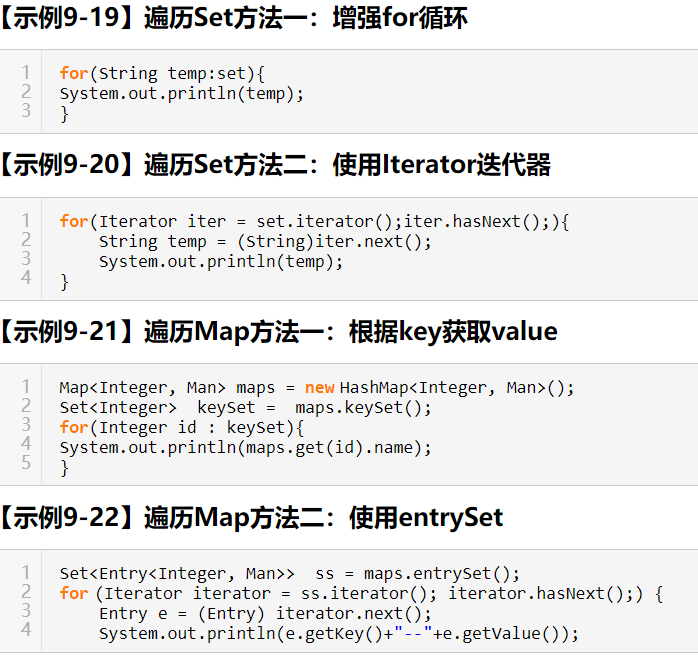 【示例9-19】遍历Set方法一：增强for循环
1 for(String temp:set){
2 System.out.println(temp);
3 }
【示例9-20】遍历Set方法二：使用Iterator迭代器
1 for(Iterator iter = set.iterator();iter.hasNext();){
2     String temp = (String)iter.next();
3     System.out.println(temp);
4 }
【示例9-21】遍历Map方法一：根据key获取value
1 Map<Integer, Man> maps = new HashMap<Integer, Man>();
2 Set<Integer>  keySet =  maps.keySet();
3 for(Integer id : keySet){
4 System.out.println(maps.get(id).name);
5 }
【示例9-22】遍历Map方法二：使用entrySet
1 Set<Entry<Integer, Man>>  ss = maps.entrySet();
2 for (Iterator iterator = ss.iterator(); iterator.hasNext();) {
3     Entry e = (Entry) iterator.next();
4     System.out.println(e.getKey()+"--"+e.getValue());